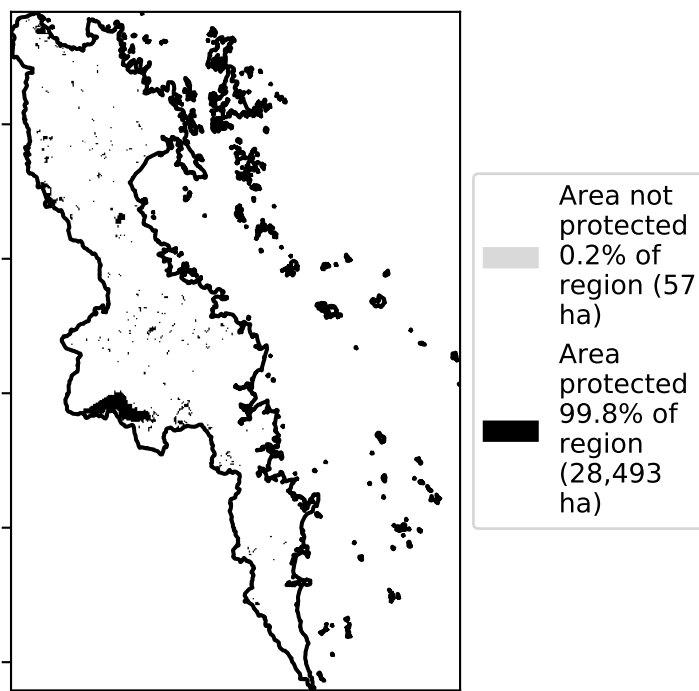 Area not
protected
0.2% of
region (57
ha)
Area
protected
99.8% of
region
(28,493
ha)